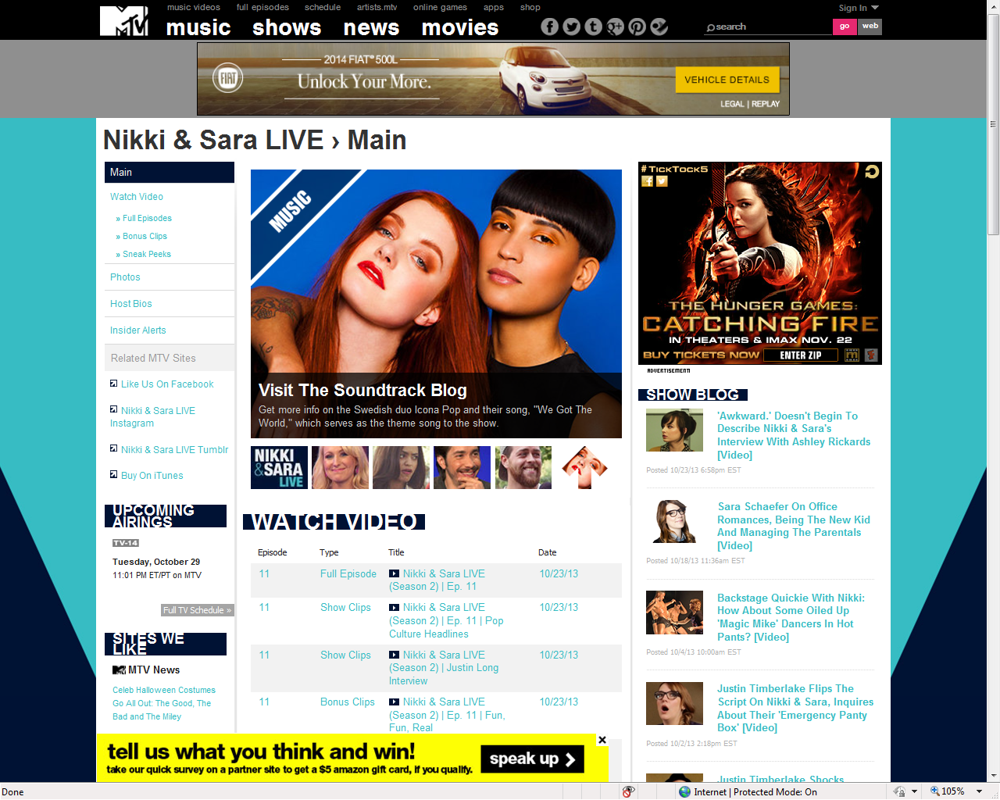 music videos full episodes schedule artists.mtv online games apps shop
Sign In
MTV
music shows news movies
search
go
web
2014 FIAT® 500L
Unlock Your More.
FIAT
VEHICLE DETAILS
LEGAL | REPLAY
Nikki & Sara LIVE › Main
Main
Watch Video
» Full Episodes
» Bonus Clips
» Sneak Peeks
Photos
Host Bios
Insider Alerts
Related MTV Sites
Like Us On Facebook
Nikki & Sara LIVE
Instagram
Nikki & Sara LIVE Tumblr
Buy On iTunes
UPCOMING
AIRINGS
TV-14
Tuesday, October 29
11:01 PM ET/PT on MTV
Full TV Schedule »
SITES WE
LIKE
MTV News
Celeb Halloween Costumes
Go All Out: The Good, The
Bad and The Miley
MUSIC
Visit The Soundtrack Blog
Get more info on the Swedish duo Icona Pop and their song, "We Got The
World," which serves as the theme song to the show.
NIKKI
&SARA
LIVE
WATCH VIDEO
Episode Type Title Date
11 Full Episode Nikki & Sara LIVE
(Season 2) | Ep. 11 10/23/13
11 Show Clips Nikki & Sara LIVE
(Season 2) | Ep. 11 | Pop
Culture Headlines 10/23/13
11 Show Clips Nikki & Sara LIVE
(Season 2) | Justin Long
Interview 10/23/13
11 Bonus Clips Nikki & Sara LIVE
(Season 2) | Ep. 11 | Fun,
Fun, Real 10/23/13
#TICKTOCK5
THE HUNGER GAMES:
CATCHING FIRE
IN THEATERS & IMAX NOV. 22
BUY TICKETS NOW ENTER ZIP
ADVERTISEMENT
SHOW BLOG
'Awkward.' Doesn't Begin To
Describe Nikki & Sara's
Interview With Ashley Rickards
[Video]
Posted 10/23/13 6:58pm EST
Sara Schaefer On Office
Romances, Being The New Kid
And Managing The Parentals
[Video]
Posted 10/18/13 11:36am EST
Backstage Quickie With Nikki:
How About Some Oiled Up
'Magic Mike' Dancers In Hot
Pants? [Video]
Posted 10/4/13 10:00am EST
Justin Timberlake Flips The
Script On Nikki & Sara, Inquires
About Their 'Emergency Panty
Box' [Video]
Posted 10/2/13 2:18pm EST
Justin Timberlake Shocks
tell us what you think and win!
take our quick survey on a partner site to get a $5 amazon gift card, if you qualify.
speak up
Done
Internet | Protected Mode: On
105%